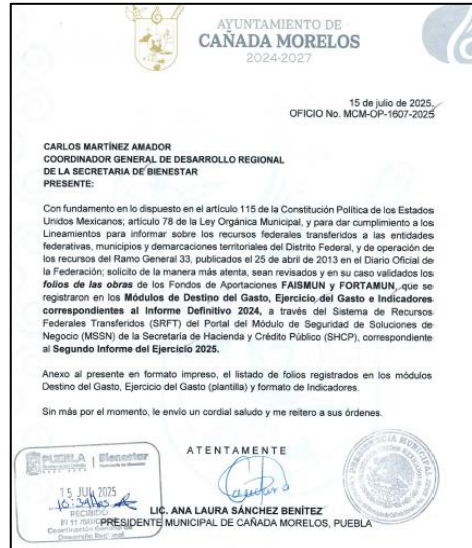 AYUNTAMIENTO DE
CAÑADA MORELOS
2024-2027
15 de julio de 2025.
OFICIO No. MCM-OP-1607-2025
CARLOS MARTÍNEZ AMADOR
COORDINADOR GENERAL DE DESARROLLO REGIONAL
DE LA SECRETARIA DE BIENESTAR
PRESENTE:
Con fundamento en lo dispuesto en el artículo 115 de la Constitución Política de los Estados
Unidos Mexicanos; artículo 78 de la Ley Orgánica Municipal, y para dar cumplimiento a los
Lineamientos para informar sobre los recursos federales transferidos a las entidades
federativas, municipios y demarcaciones territoriales del Distrito Federal, y de operación de
los recursos del Ramo General 33, publicados el 25 de abril de 2013 en el Diario Oficial de
la Federación; solicito de la manera más atenta, sean revisados y en su caso validados los
folios de las obras de los Fondos de Aportaciones FAISMUN y FORTAMUN, que se
registraron en los Módulos de Destino del Gasto, Ejercicio del Gasto e Indicadores
correspondientes al Informe Definitivo 2024, a través del Sistema de Recursos
Federales Transferidos (SRFT) del Portal del Módulo de Seguridad de Soluciones de
Negocio (MSSN) de la Secretaría de Hacienda y Crédito Público (SHCP), correspondiente
al Segundo Informe del Ejercicio 2025.
Anexo al presente en formato impreso, el listado de folios registrados en los módulos
Destino del Gasto, Ejercicio del Gasto (plantilla) y formato de Indicadores.
Sin más por el momento, le envío un cordial saludo y me reitero a sus órdenes.
ATENTAMENTE
PUEBLA Bienestar
15 JUL 2025
10:34Hrs
RECIBIDO
Coordinación General de
Desarrollo Regional
PRESIDENCIA MUNICIPAL
LIC. ANA LAURA SÁNCHEZ BENÍTEZ
PRESIDENTE MUNICIPAL DE CAÑADA MORELOS, PUEBLA